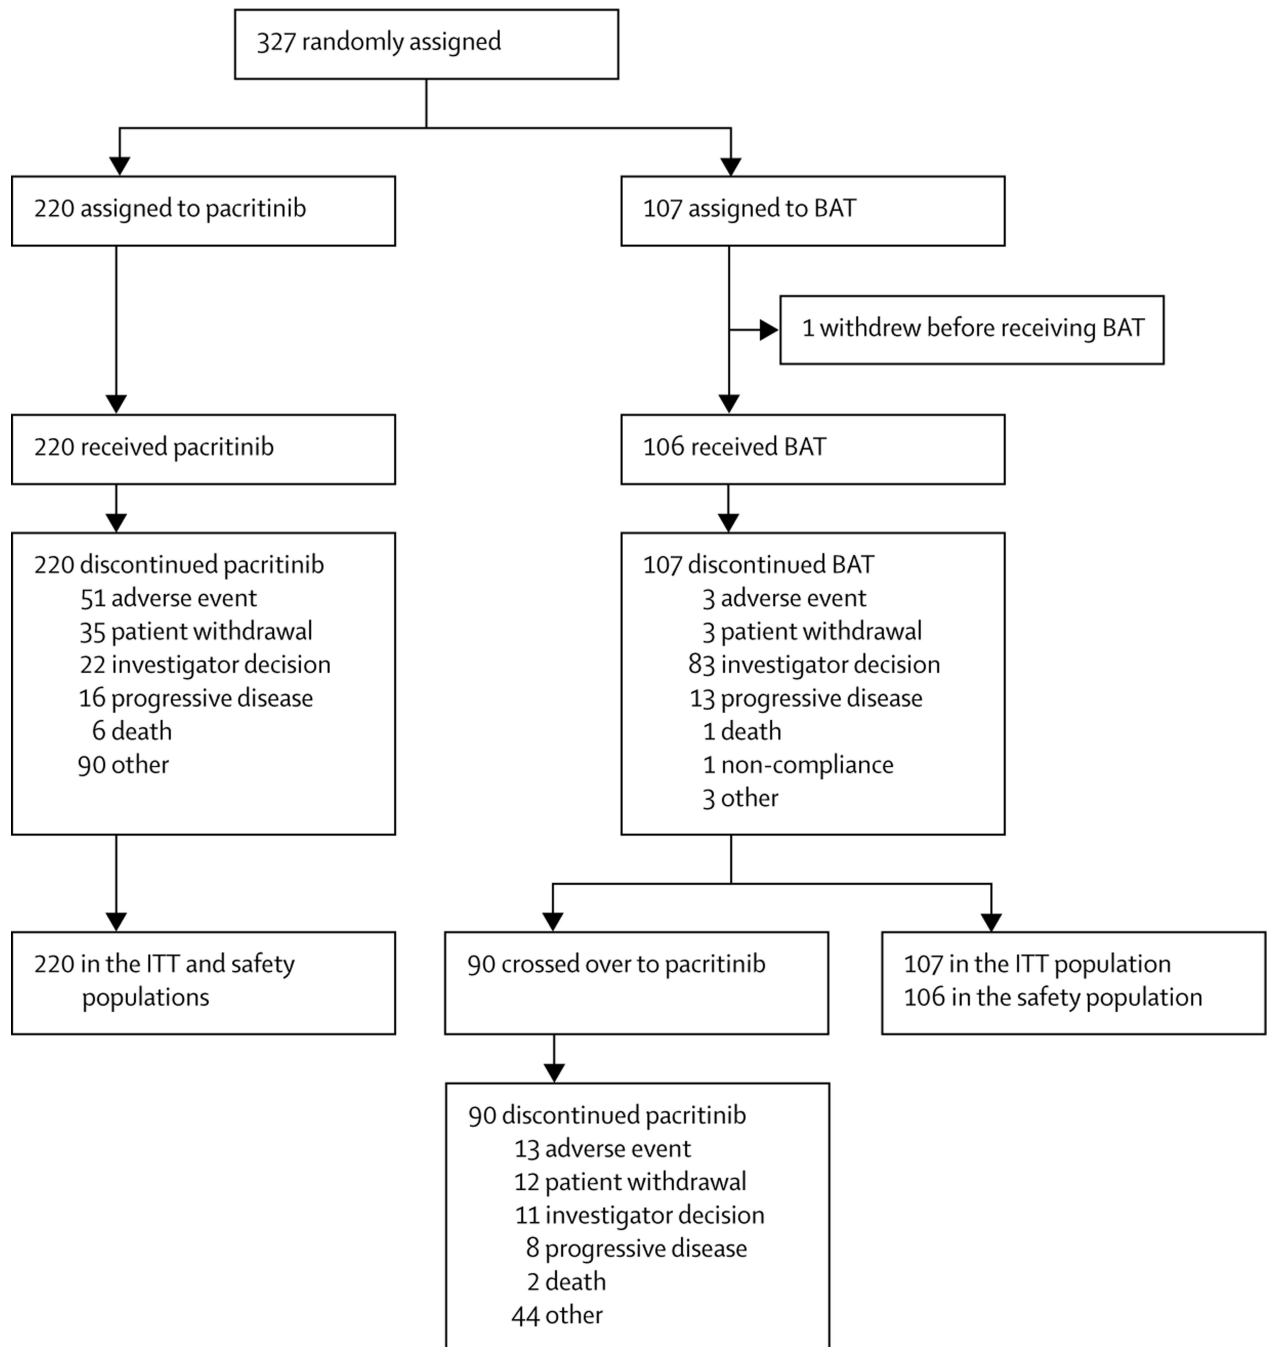 327 randomly assigned
220 assigned to pacritinib
107 assigned to BAT
1 withdrew before receiving BAT
220 received pacritinib
106 received BAT
220 discontinued pacritinib
51 adverse event
35 patient withdrawal
22 investigator decision
16 progressive disease
6 death
90 other
107 discontinued BAT
3 adverse event
3 patient withdrawal
83 investigator decision
13 progressive disease
1 death
1 non-compliance
3 other
220 in the ITT and safety
populations
90 crossed over to pacritinib
107 in the ITT population
106 in the safety population
90 discontinued pacritinib
13 adverse event
12 patient withdrawal
11 investigator decision
8 progressive disease
2 death
44 other